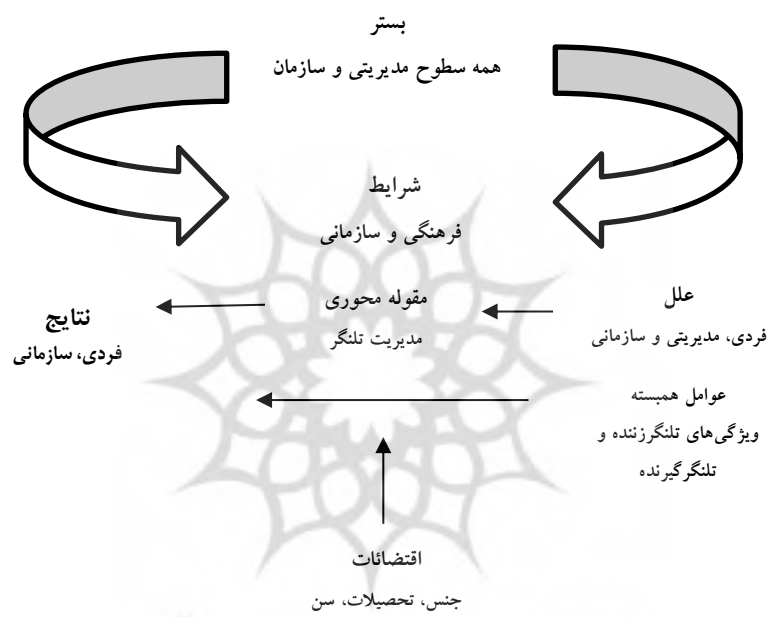 بستر
همه سطوح مدیریتی و سازمان
شرایط
فرهنگی و سازمانی
علل
فردی، مدیریتی و سازمانی
مقوله محوری
مدیریت تلنگر
نتایج
فردی، سازمانی
عوامل همبسته
ویژگی‌های تلنگرزننده و
تلنگرگیرنده
اقتضائات
جنس، تحصیلات، سن